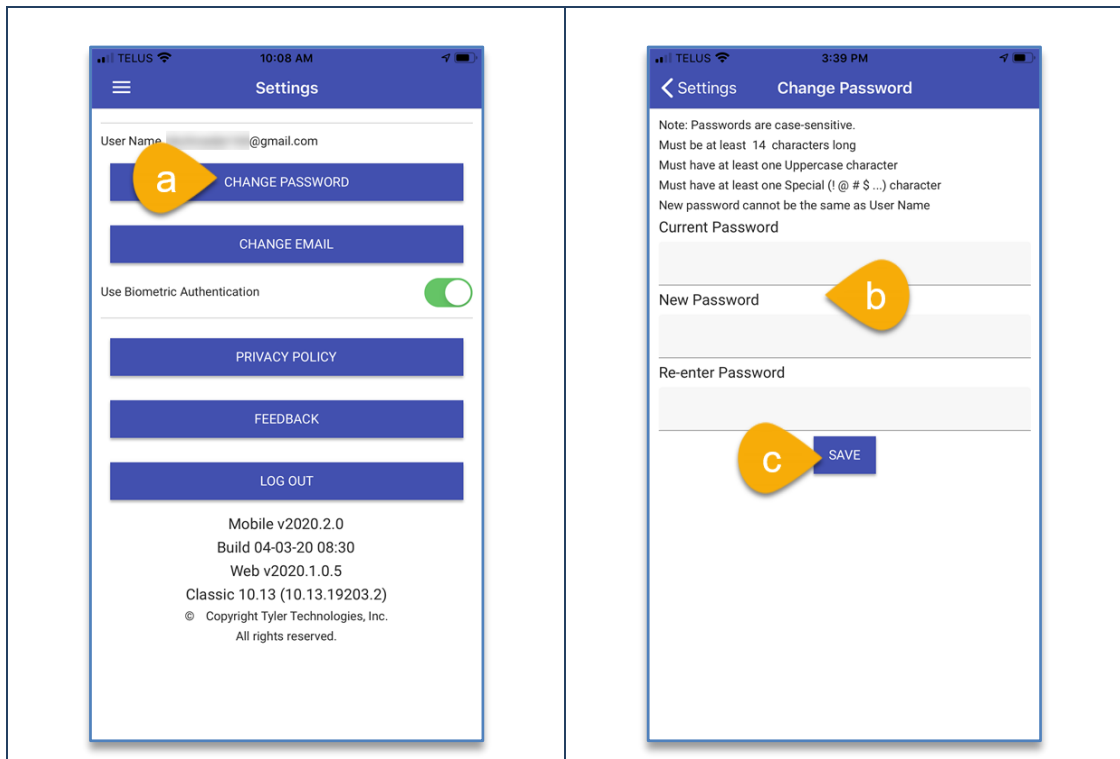 TELUS 10:08 AM
Settings
User Name @gmail.com
a
CHANGE PASSWORD
CHANGE EMAIL
Use Biometric Authentication
PRIVACY POLICY
FEEDBACK
LOG OUT
Mobile v2020.2.0
Build 04-03-20 08:30
Web v2020.1.0.5
Classic 10.13 (10.13.19203.2)
© Copyright Tyler Technologies, Inc.
All rights reserved.
TELUS 3:39 PM
Settings Change Password
Note: Passwords are case-sensitive.
Must be at least 14 characters long
Must have at least one Uppercase character
Must have at least one Special (! @ # $ ...) character
New password cannot be the same as User Name
Current Password
b
New Password
Re-enter Password
c
SAVE